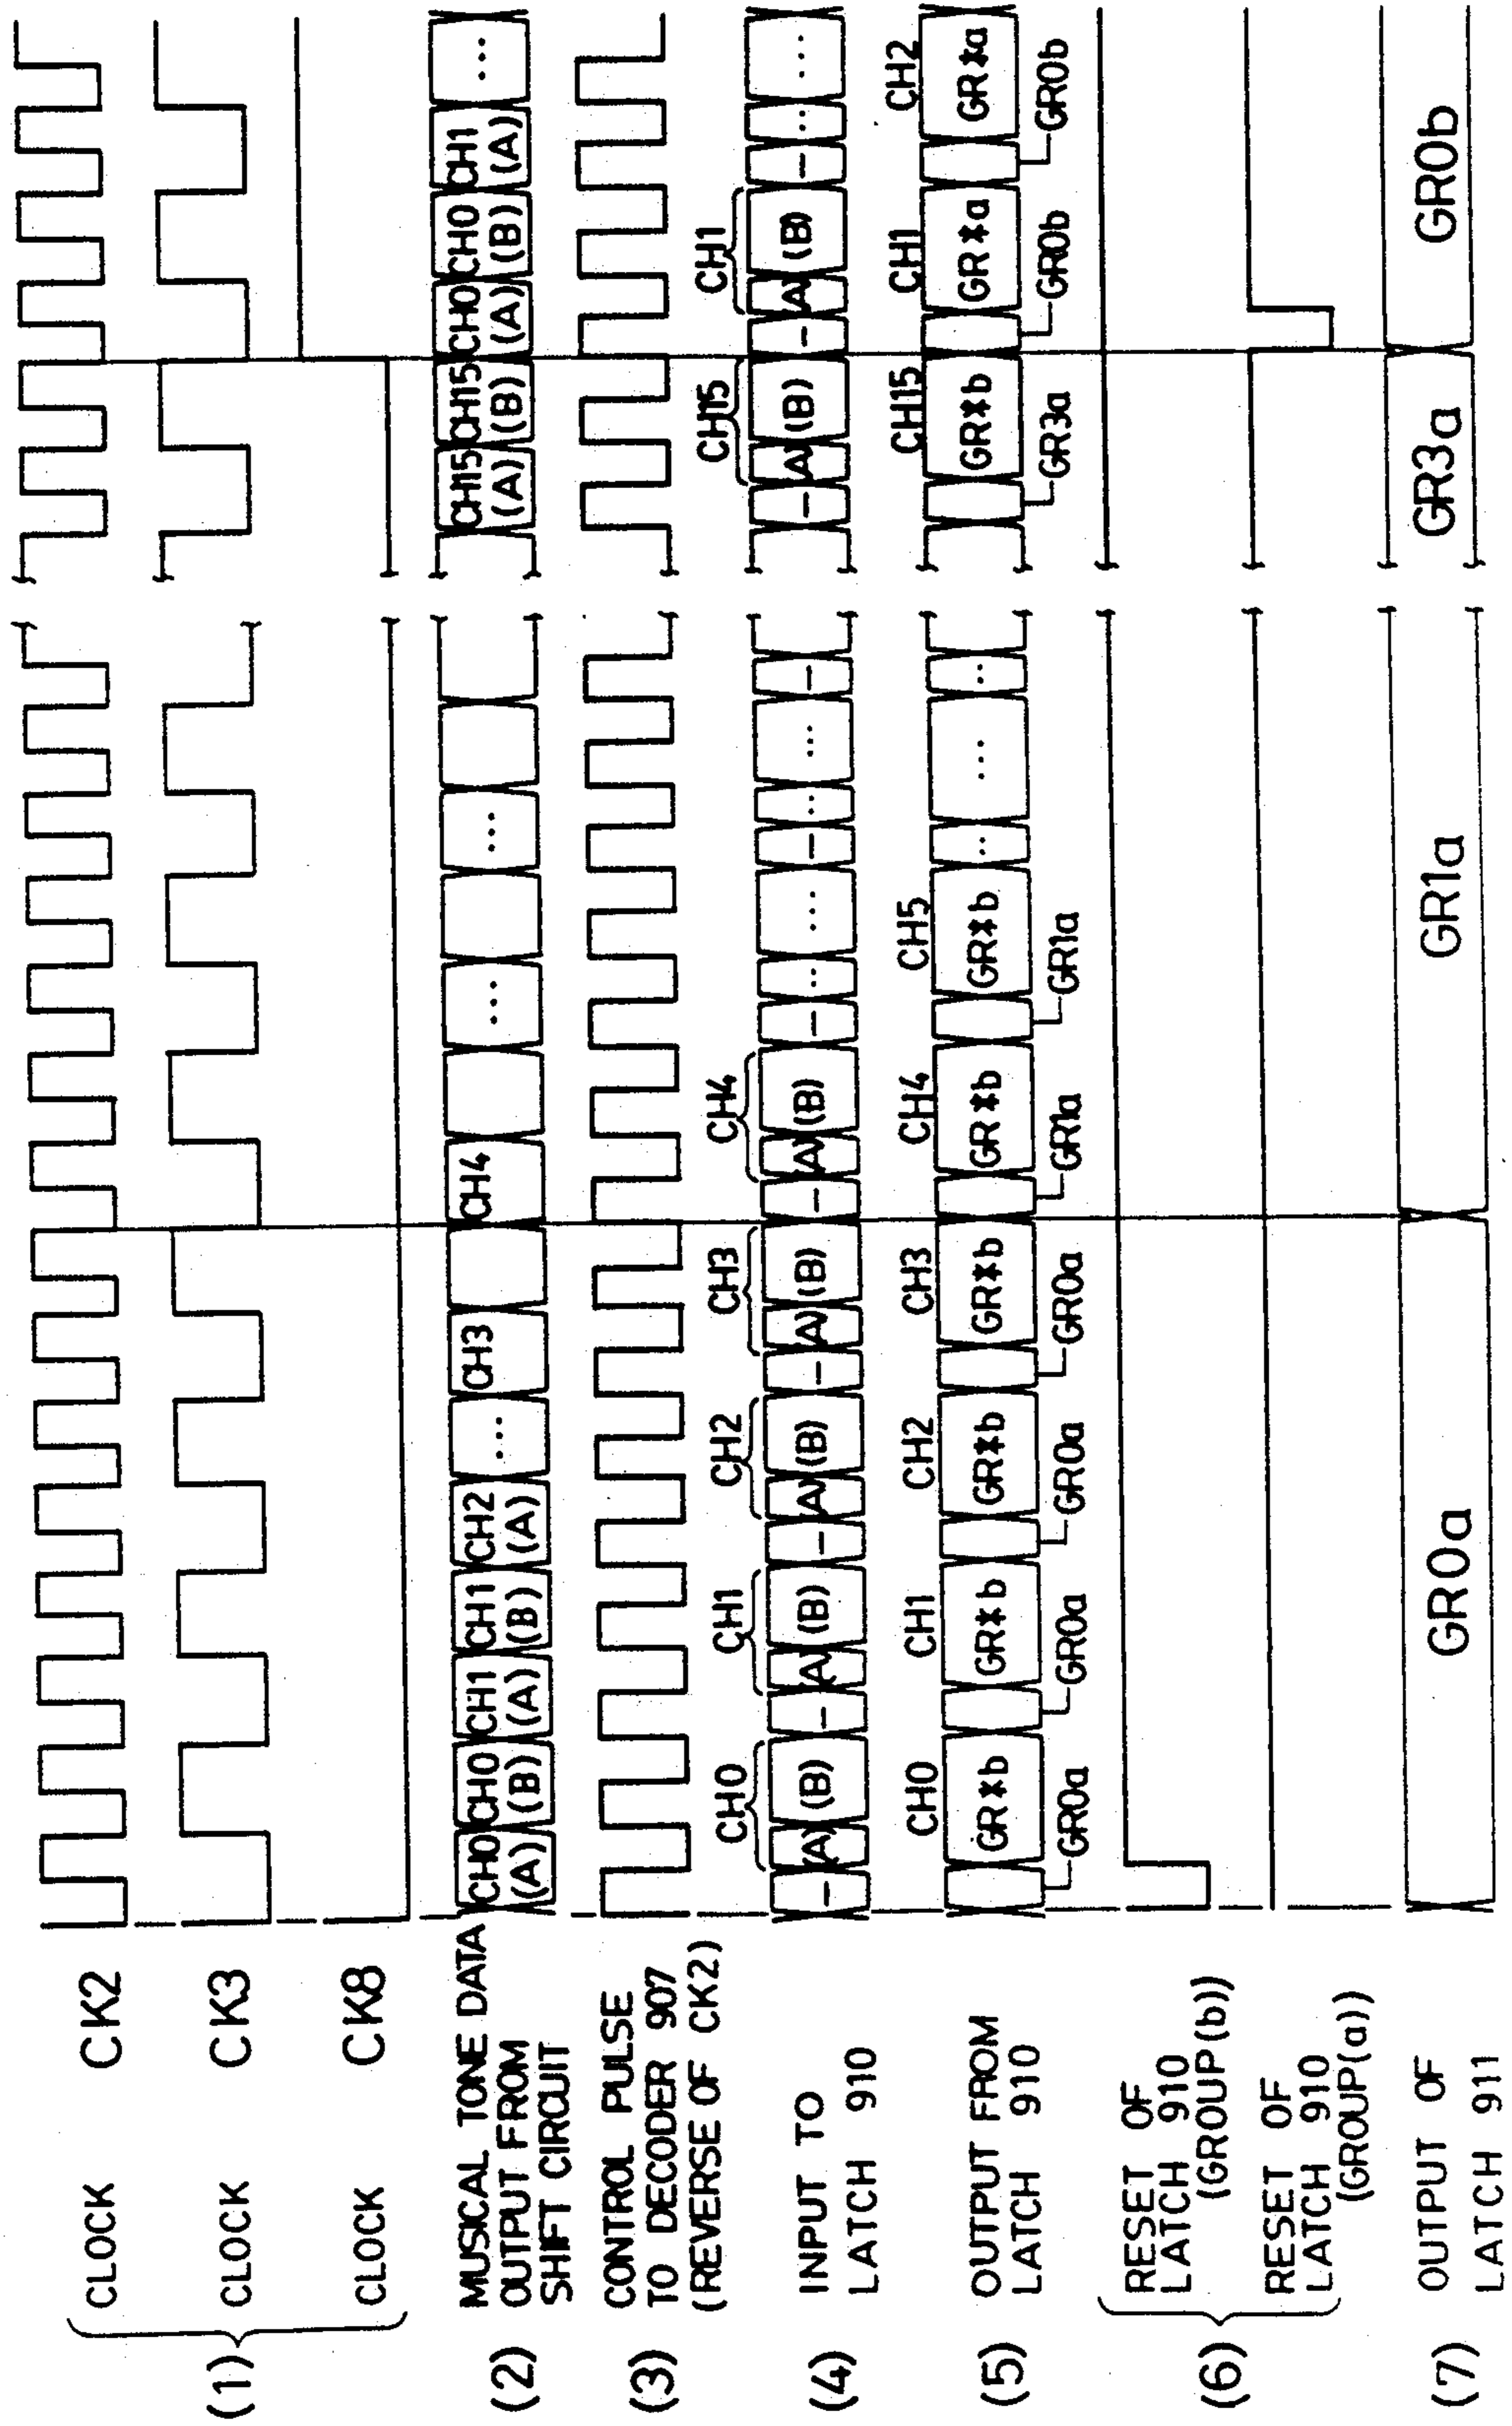 (1) CLOCK CK2
CLOCK CK3
CLOCK CK8
(2) MUSICAL TONE DATA
OUTPUT FROM
SHIFT CIRCUIT
CH0 (A) CH0 (B) CH1 (A) CH1 (B) CH2 (A) ... CH3 CH4 ... ... CH15 (A) CH15 (B) CH0 (A) CH0 (B) CH1 (A) ...
(3) CONTROL PULSE
TO DECODER 907
(REVERSE OF CK2)
CH0 CH1 CH2 CH3 CH4 CH15 CH1
(4) INPUT TO
LATCH 910
— (A) (B) — (A) (B) — (A) (B) — (A) (B) — (A) (B) — .. ... — .. ... — — (A) (B) — (A) (B) — .. ...
CH0 CH1 CH2 CH3 CH4 CH5 CH15 CH1 CH2
(5) OUTPUT FROM
LATCH 910
GR*b GR*b GR*b GR*b GR*b GR*b .. ... .. GR*b GR*a GR*a
GR0a GR0a GR0a GR0a GR1a GR1a GR3a GR0b GR0b
(6) RESET OF
LATCH 910
(GROUP(b))
RESET OF
LATCH 910
(GROUP(a))
(7) OUTPUT OF
LATCH 911
GR0a GR1a GR3a GR0b